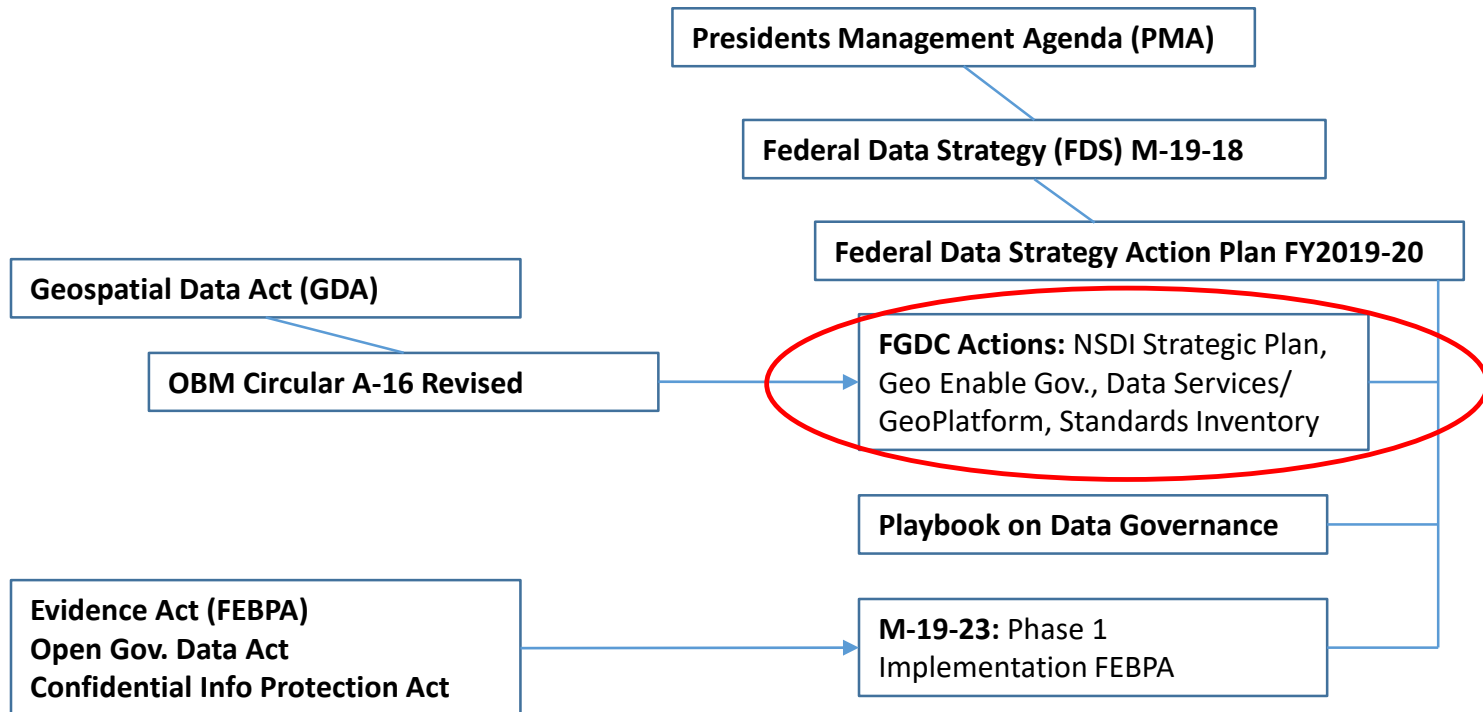 Presidents Management Agenda (PMA)
Federal Data Strategy (FDS) M-19-18
Federal Data Strategy Action Plan FY2019-20
Geospatial Data Act (GDA)
OBM Circular A-16 Revised
FGDC Actions: NSDI Strategic Plan,
Geo Enable Gov., Data Services/
GeoPlatform, Standards Inventory
Playbook on Data Governance
Evidence Act (FEBPA)
Open Gov. Data Act
Confidential Info Protection Act
M-19-23: Phase 1
Implementation FEBPA